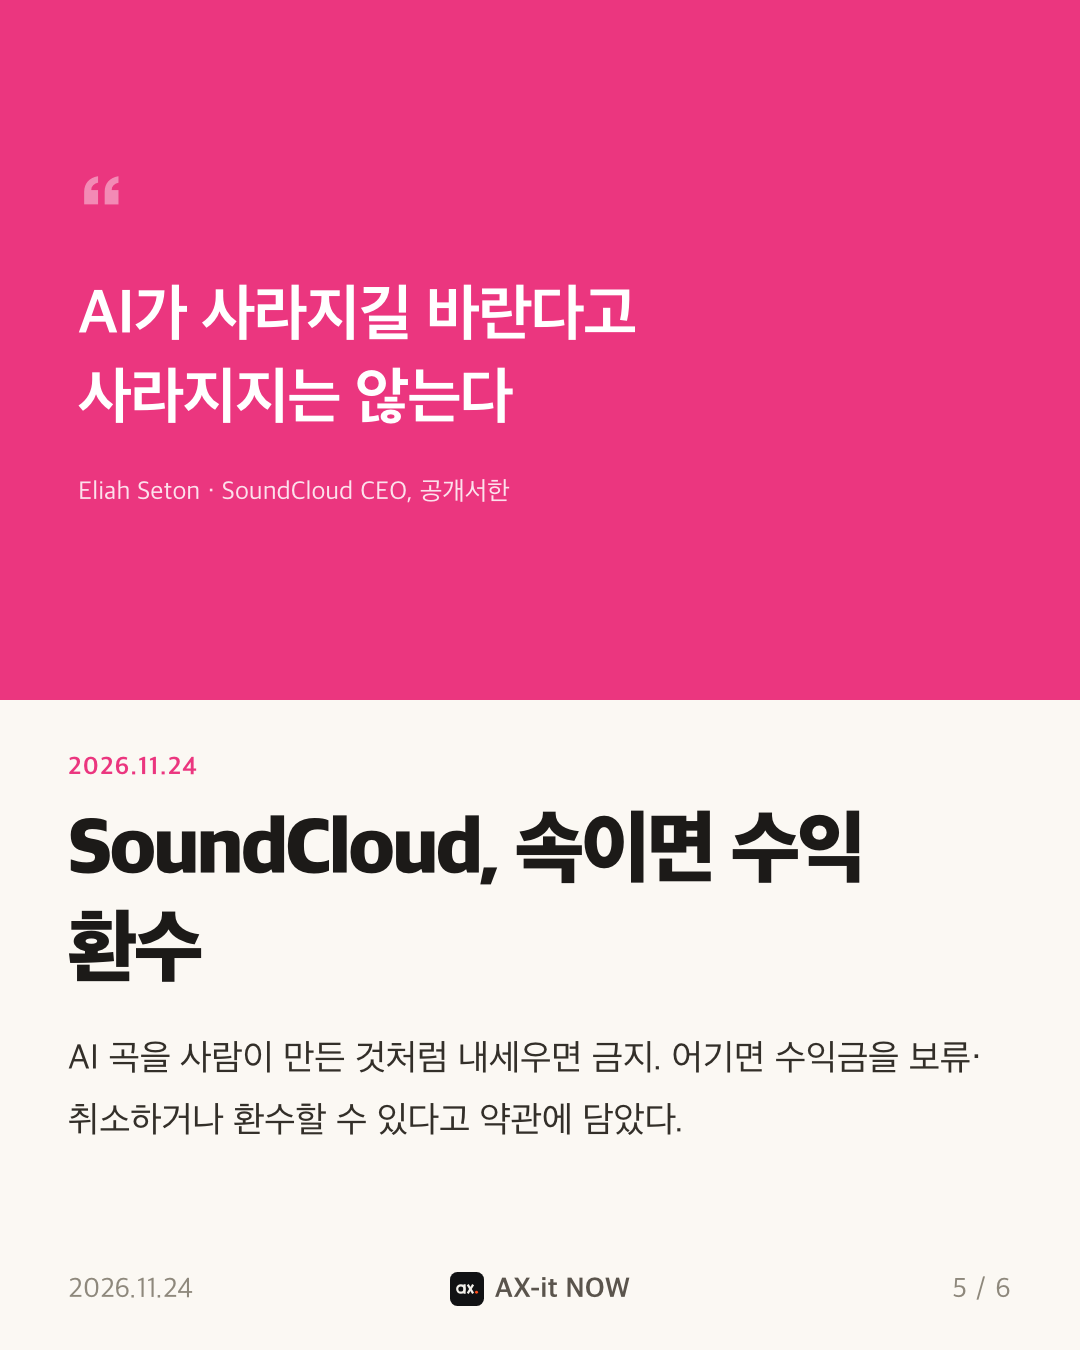 “
AI가 사라지길 바란다고
사라지지는 않는다
Eliah Seton · SoundCloud CEO, 공개서한
2026.11.24
SoundCloud, 속이면 수익
환수
AI 곡을 사람이 만든 것처럼 내세우면 금지. 어기면 수익금을 보류·
취소하거나 환수할 수 있다고 약관에 담았다.
2026.11.24
ax. AX-it NOW
5 / 6